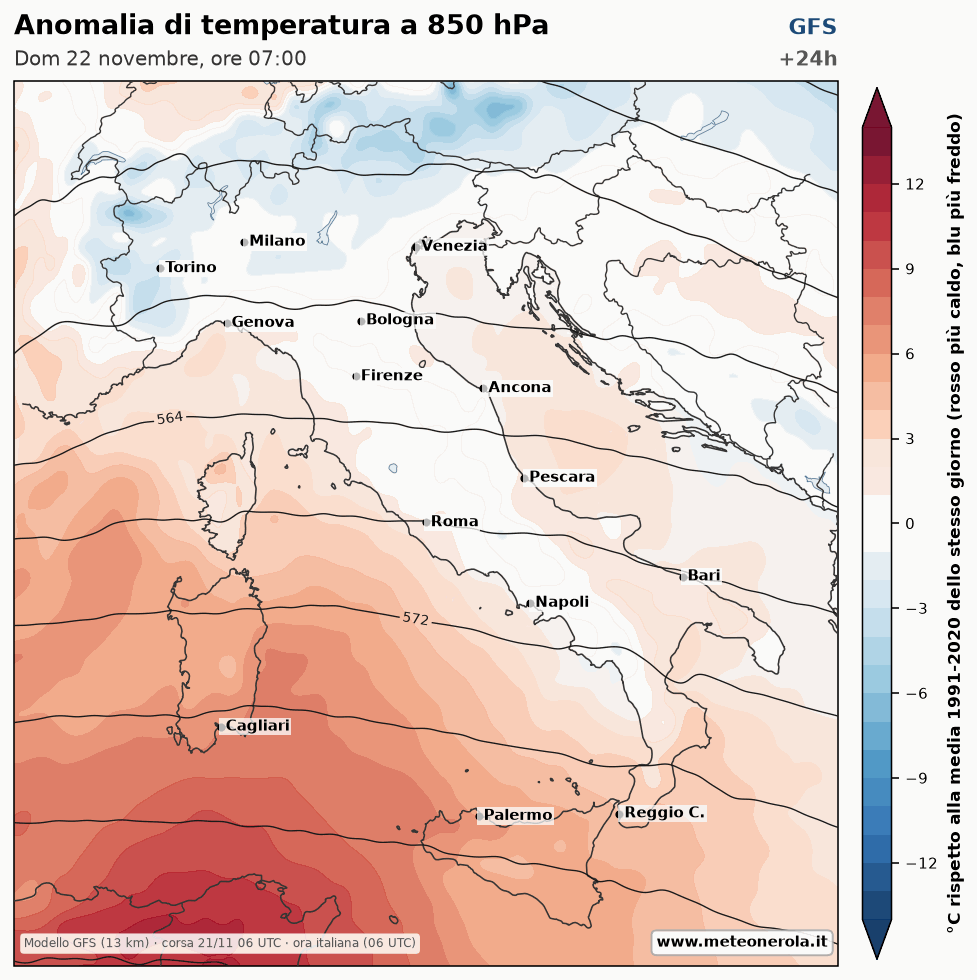 Anomalia di temperatura a 850 hPa
GFS
Dom 22 novembre, ore 07:00
+24h
Milano
Venezia
Torino
Genova
Bologna
Firenze
Ancona
564
Pescara
Roma
Bari
Napoli
572
Cagliari
Palermo
Reggio C.
Modello GFS (13 km) · corsa 21/11 06 UTC · ora italiana (06 UTC)
www.meteonerola.it
12
9
6
3
0
−3
−6
−9
−12
°C rispetto alla media 1991-2020 dello stesso giorno (rosso più caldo, blu più freddo)